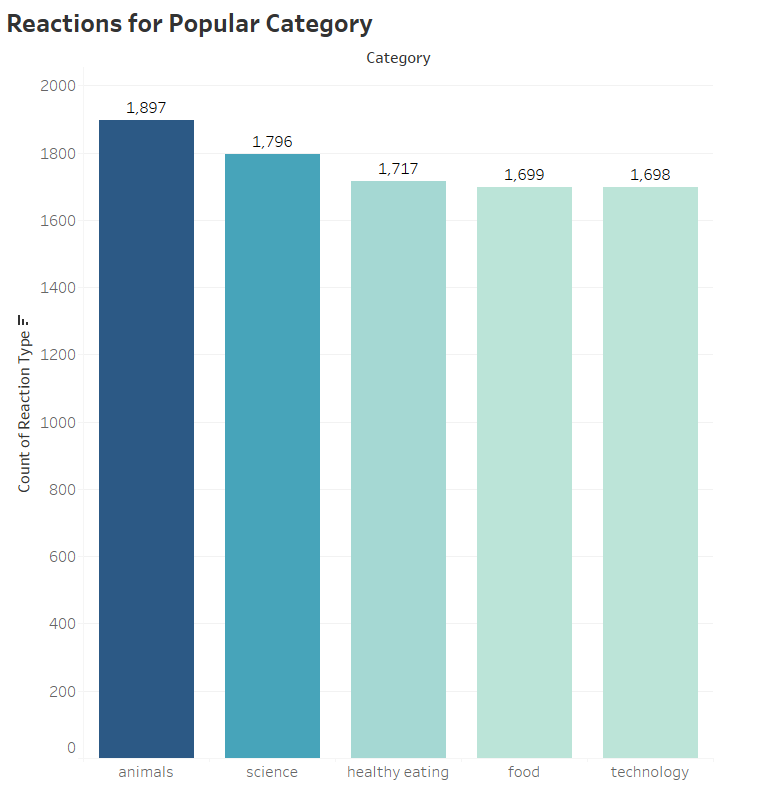 Reactions for Popular Category
Category
Count of Reaction Type
2000
1800
1600
1400
1200
1000
800
600
400
200
0
1,897
1,796
1,717
1,699
1,698
animals
science
healthy eating
food
technology